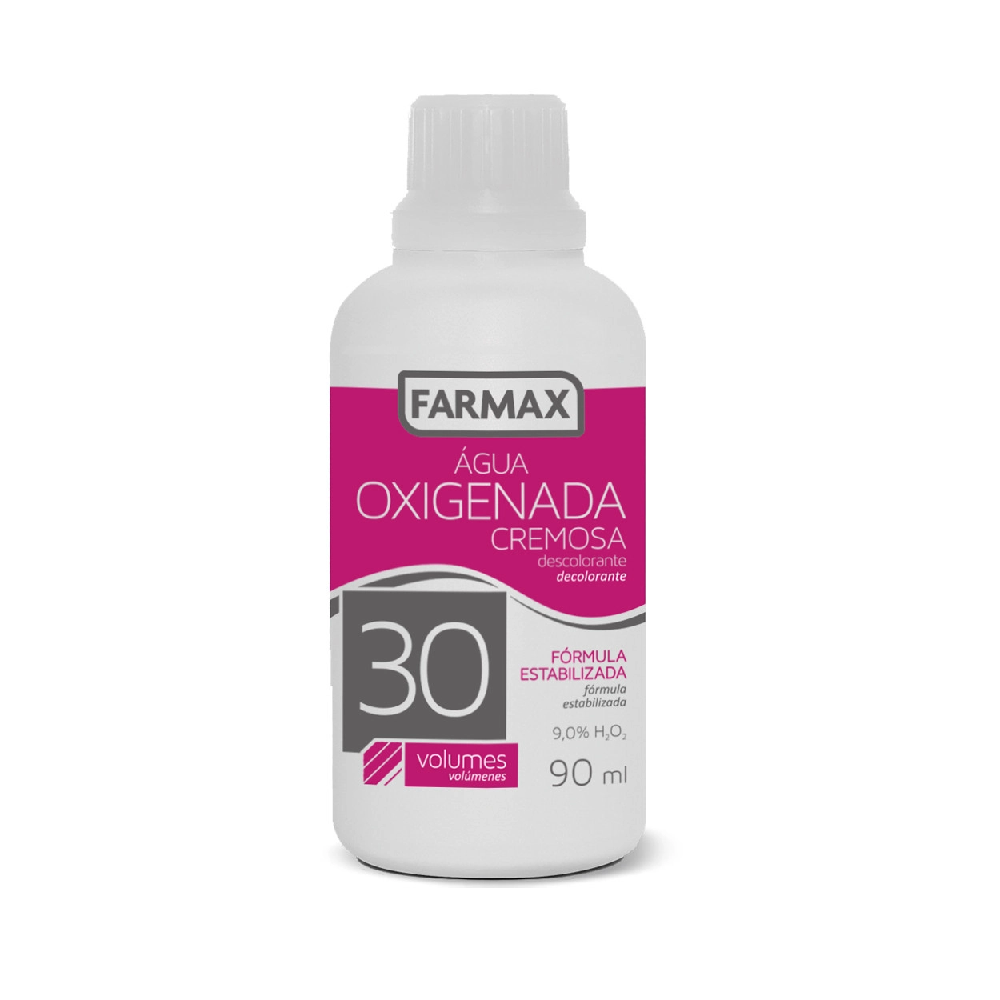 FARMAX
ÁGUA
OXIGENADA
CREMOSA
descolorante
decolorante
30
volumes
volúmenes
FÓRMULA
ESTABILIZADA
fórmula
estabilizada
9,0% H₂O₂
90 ml